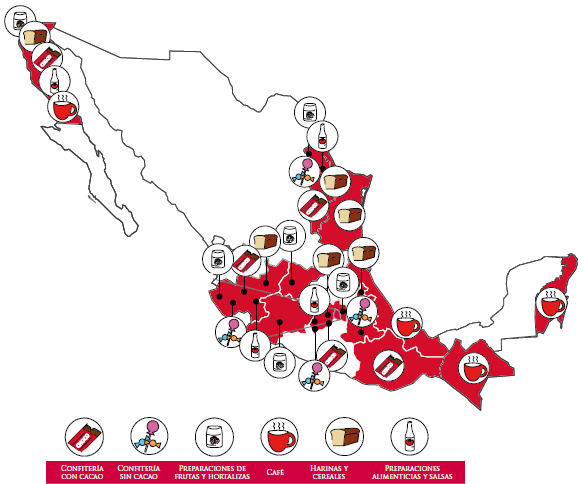 CONFITERÍA
CON CACAO
CONFITERÍA
SIN CACAO
PREPARACIONES DE
FRUTAS Y HORTALIZAS
CAFÉ
HARINAS Y
CEREALES
PREPARACIONES
ALIMENTICIAS Y SALSAS